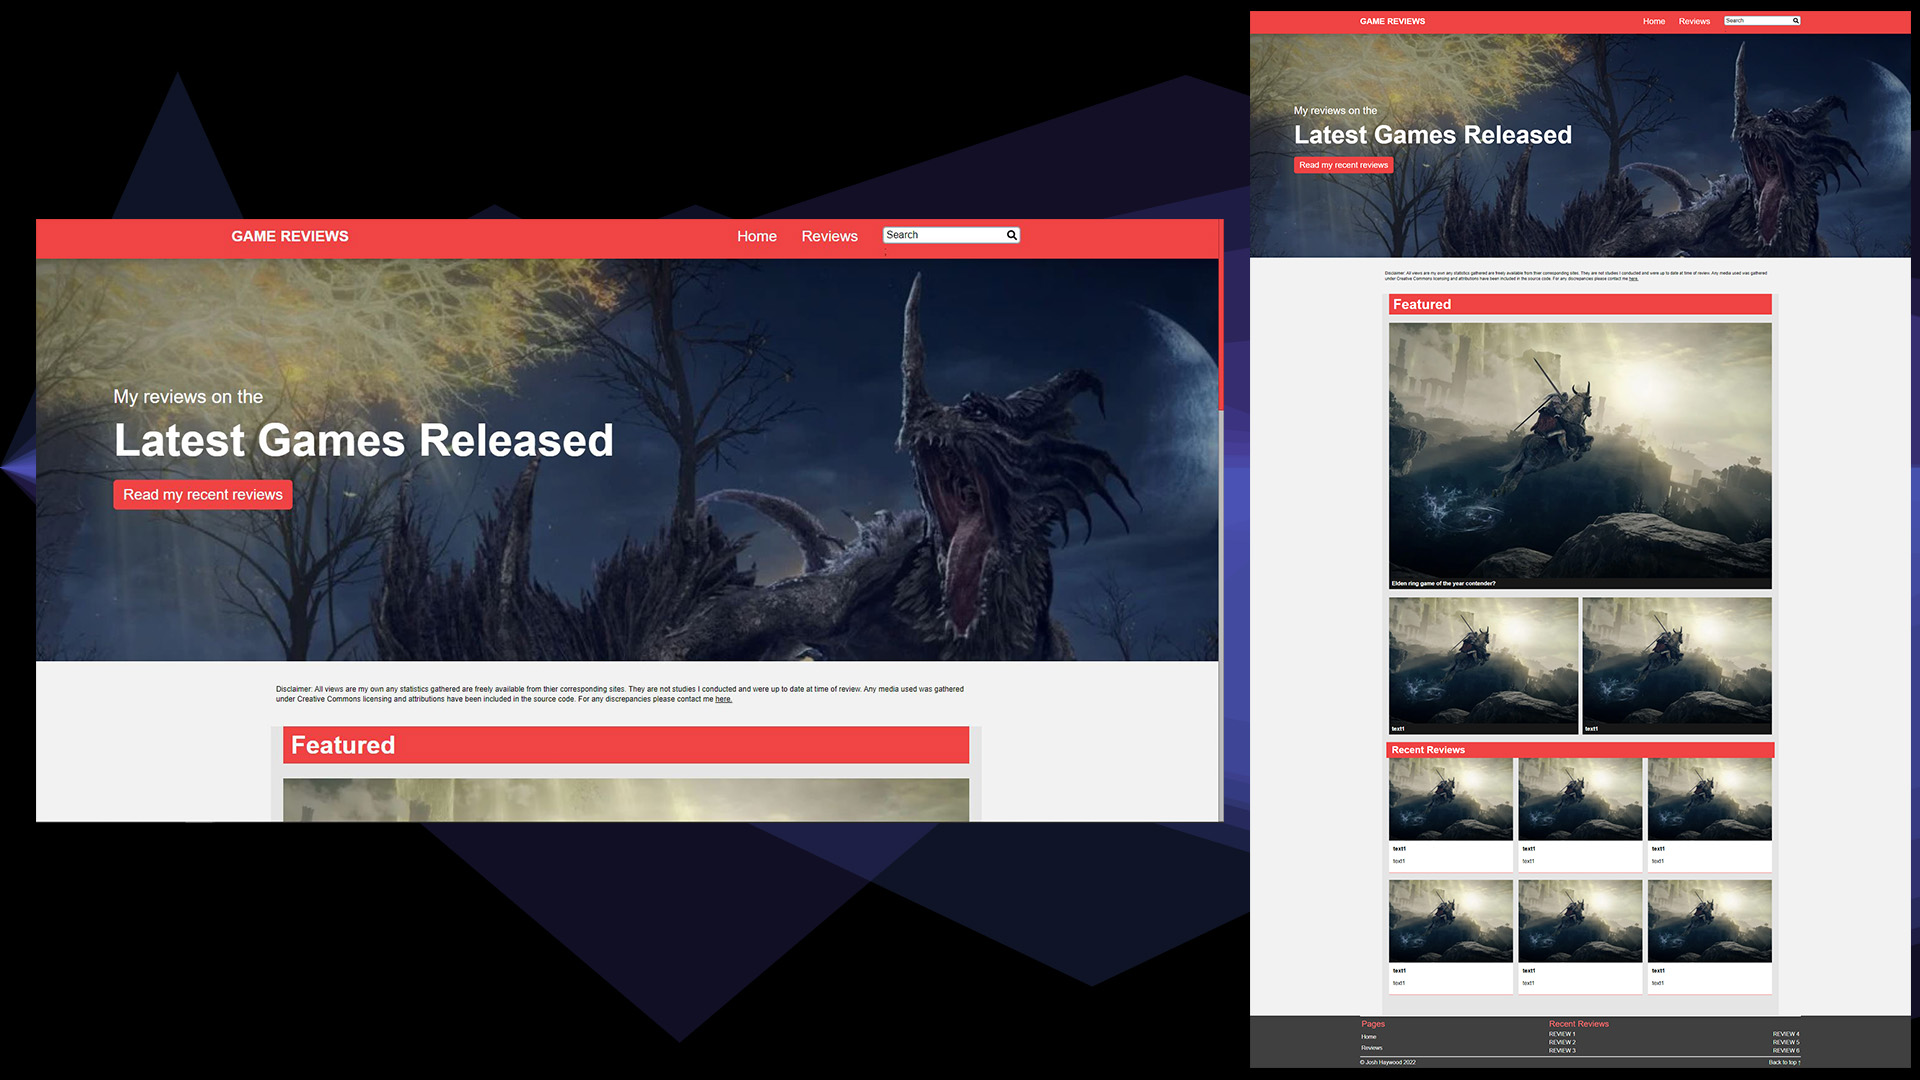 GAME REVIEWS
Home Reviews Search
My reviews on the
Latest Games Released
Read my recent reviews
Disclaimer: All views are my own any statistics gathered are freely available from thier corresponding sites. They are not studies I conducted and were up to date at time of review. Any media used was gathered
under Creative Commons licensing and attributions have been included in the source code. For any discrepancies please contact me here.
Featured
GAME REVIEWS
Home Reviews Search
My reviews on the
Latest Games Released
Read my recent reviews
Disclaimer: All views are my own any statistics gathered are freely available from thier corresponding sites. They are not studies I conducted and were up to date at time of review. Any media used was gathered
under Creative Commons licensing and attributions have been included in the source code. For any discrepancies please contact me here.
Featured
Elden ring game of the year contender?
text1 text1
Recent Reviews
text1 text1 text1
text1 text1 text1
text1 text1 text1
text1 text1 text1
Pages
Home
Reviews
Recent Reviews
REVIEW 1
REVIEW 2
REVIEW 3
REVIEW 4
REVIEW 5
REVIEW 6
© Josh Haywood 2022
Back to top ↑